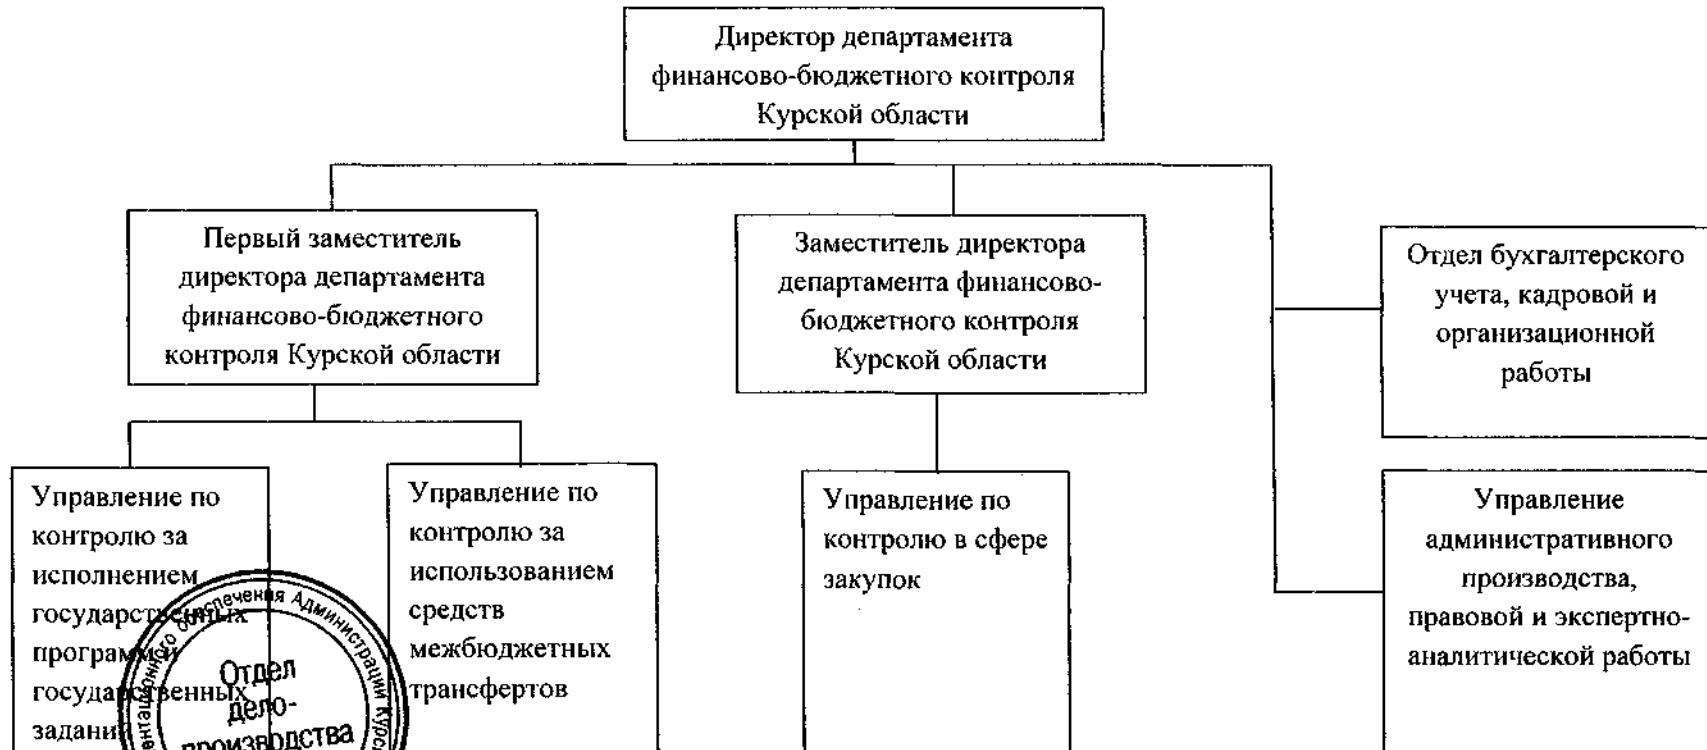 Директор департамента
финансово-бюджетного контроля
Курской области
Первый заместитель
директора департамента
финансово-бюджетного
контроля Курской области
Заместитель директора
департамента финансово-
бюджетного контроля
Курской области
Отдел бухгалтерского
учета, кадровой и
организационной
работы
Управление по
контролю за
исполнением
государственных
программ и
государственных
заданий
Управление по
контролю за
использованием
средств
межбюджетных
трансфертов
Управление по
контролю в сфере
закупок
Управление
административного
производства,
правовой и экспертно-
аналитической работы
обеспечения Администрации
Отдел
дело-
производства